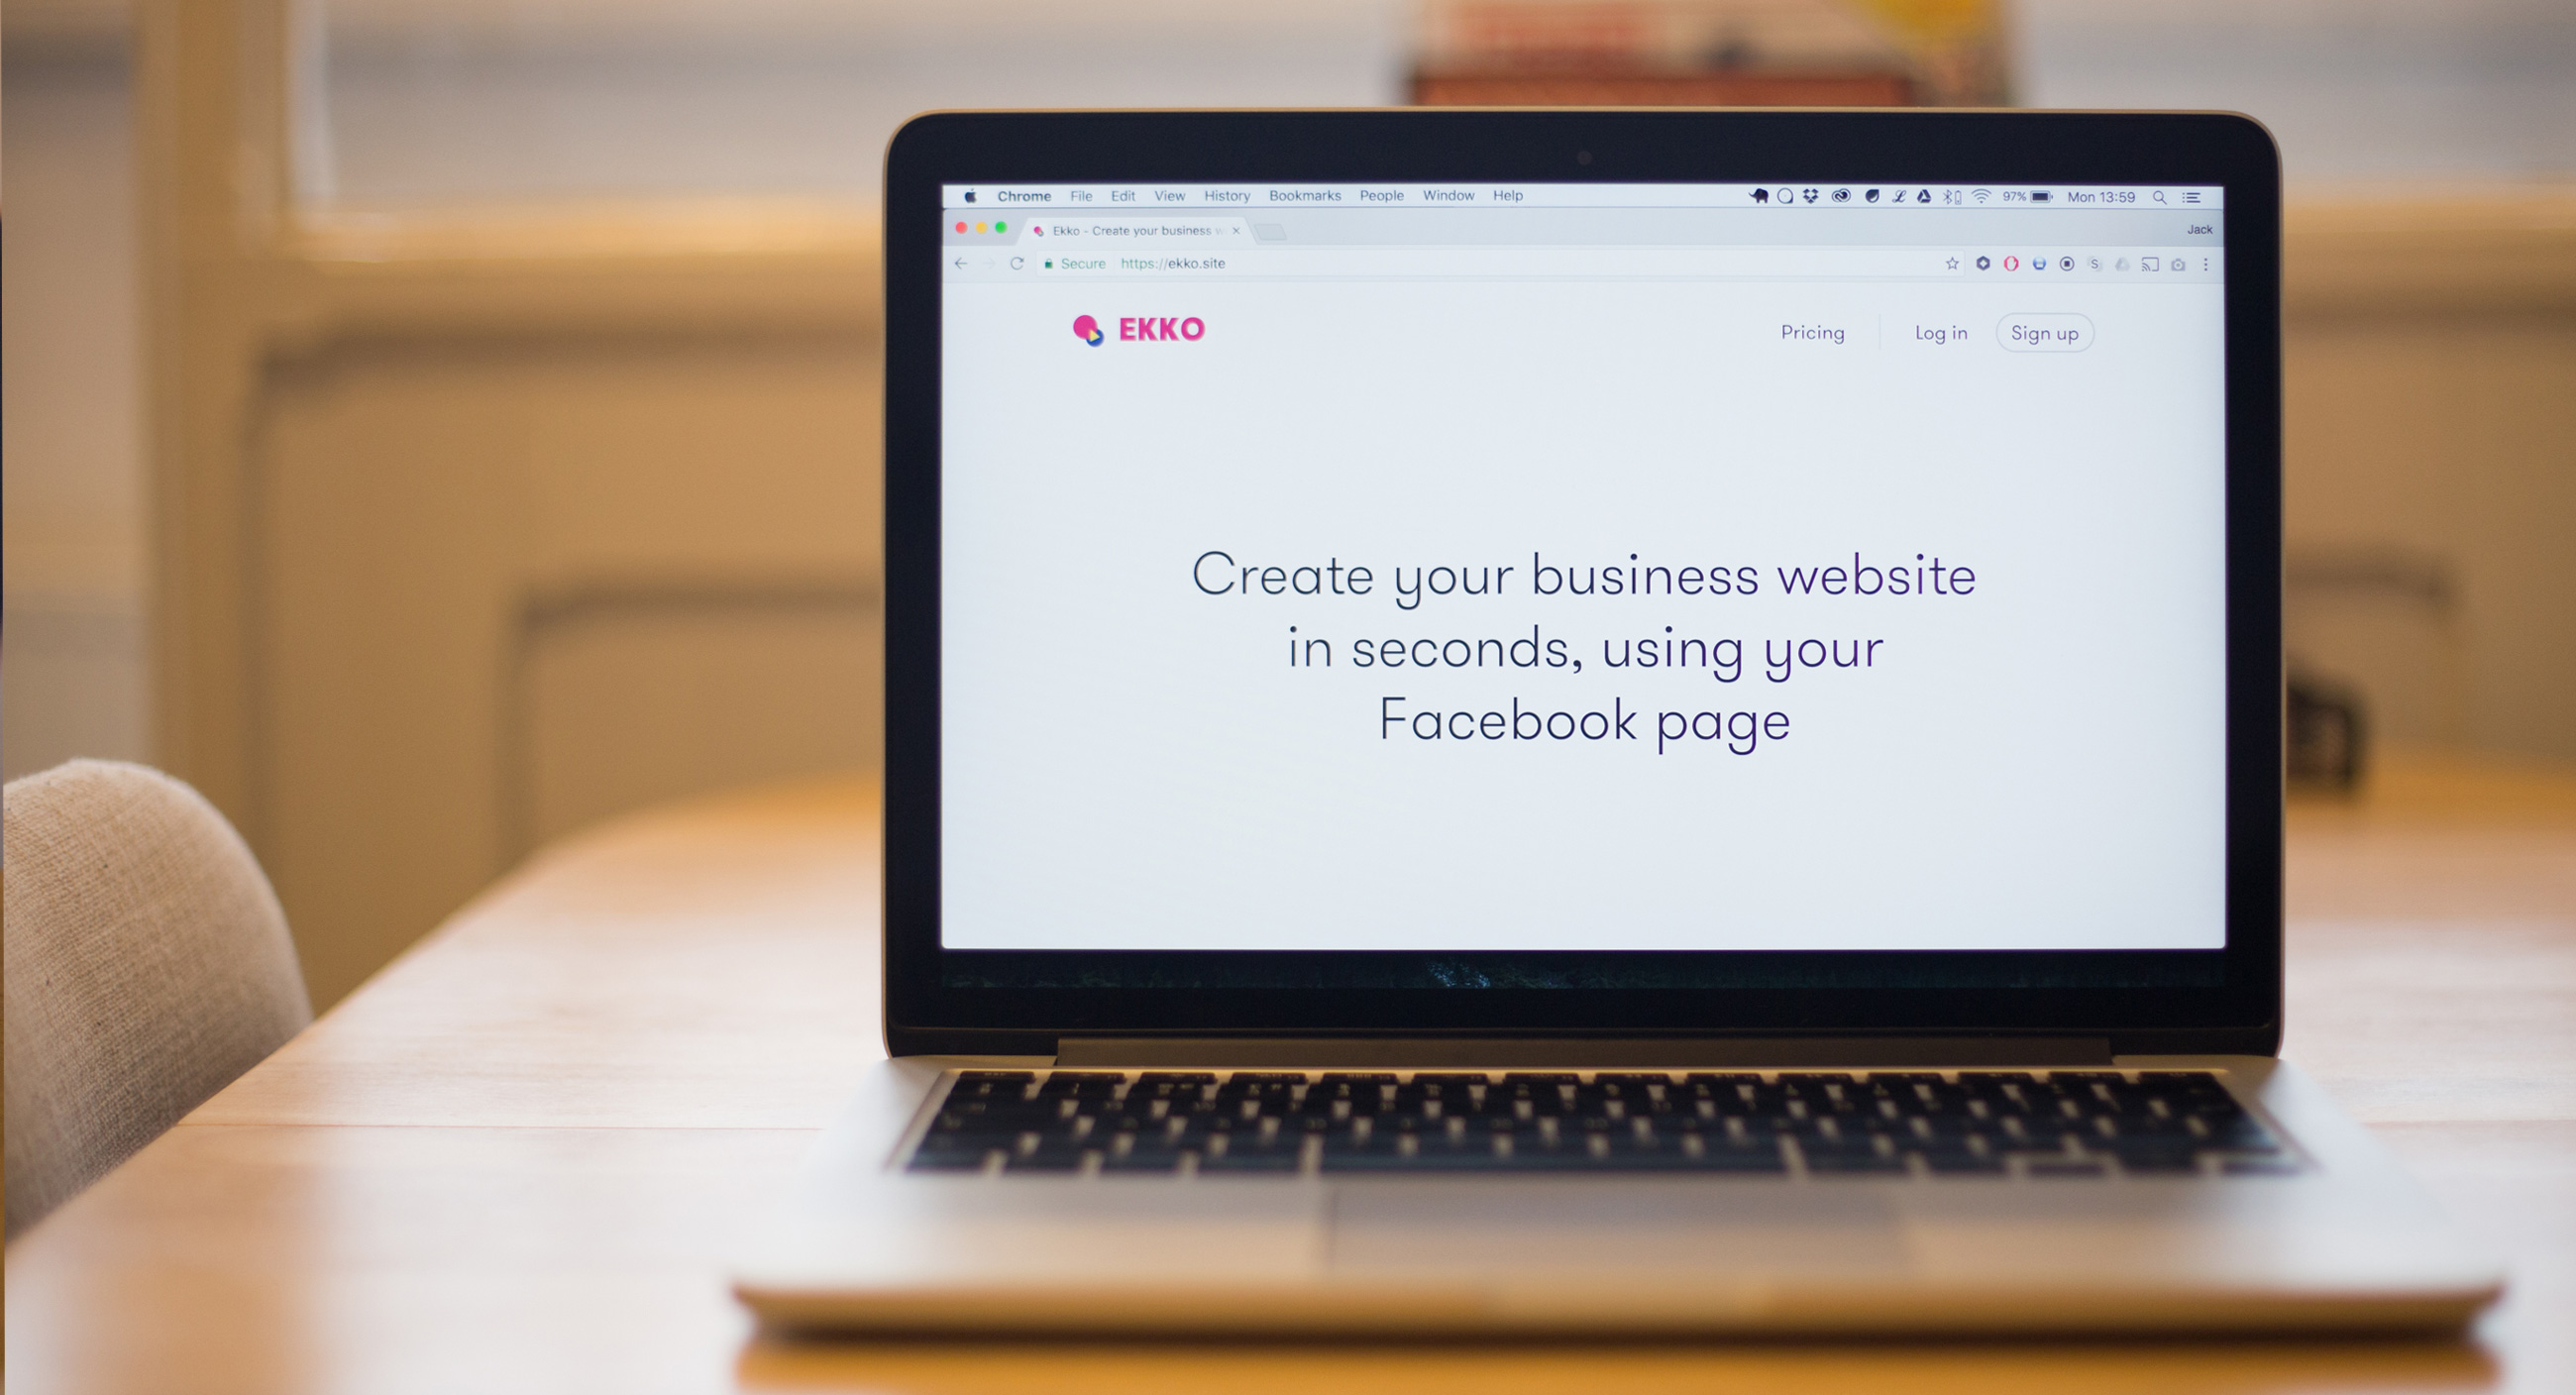 Chrome File Edit View History Bookmarks People Window Help 97% Mon 13:59
Ekko - Create your business Jack
Secure https://ekko.site
EKKO Pricing Log in Sign up
Create your business website
in seconds, using your
Facebook page